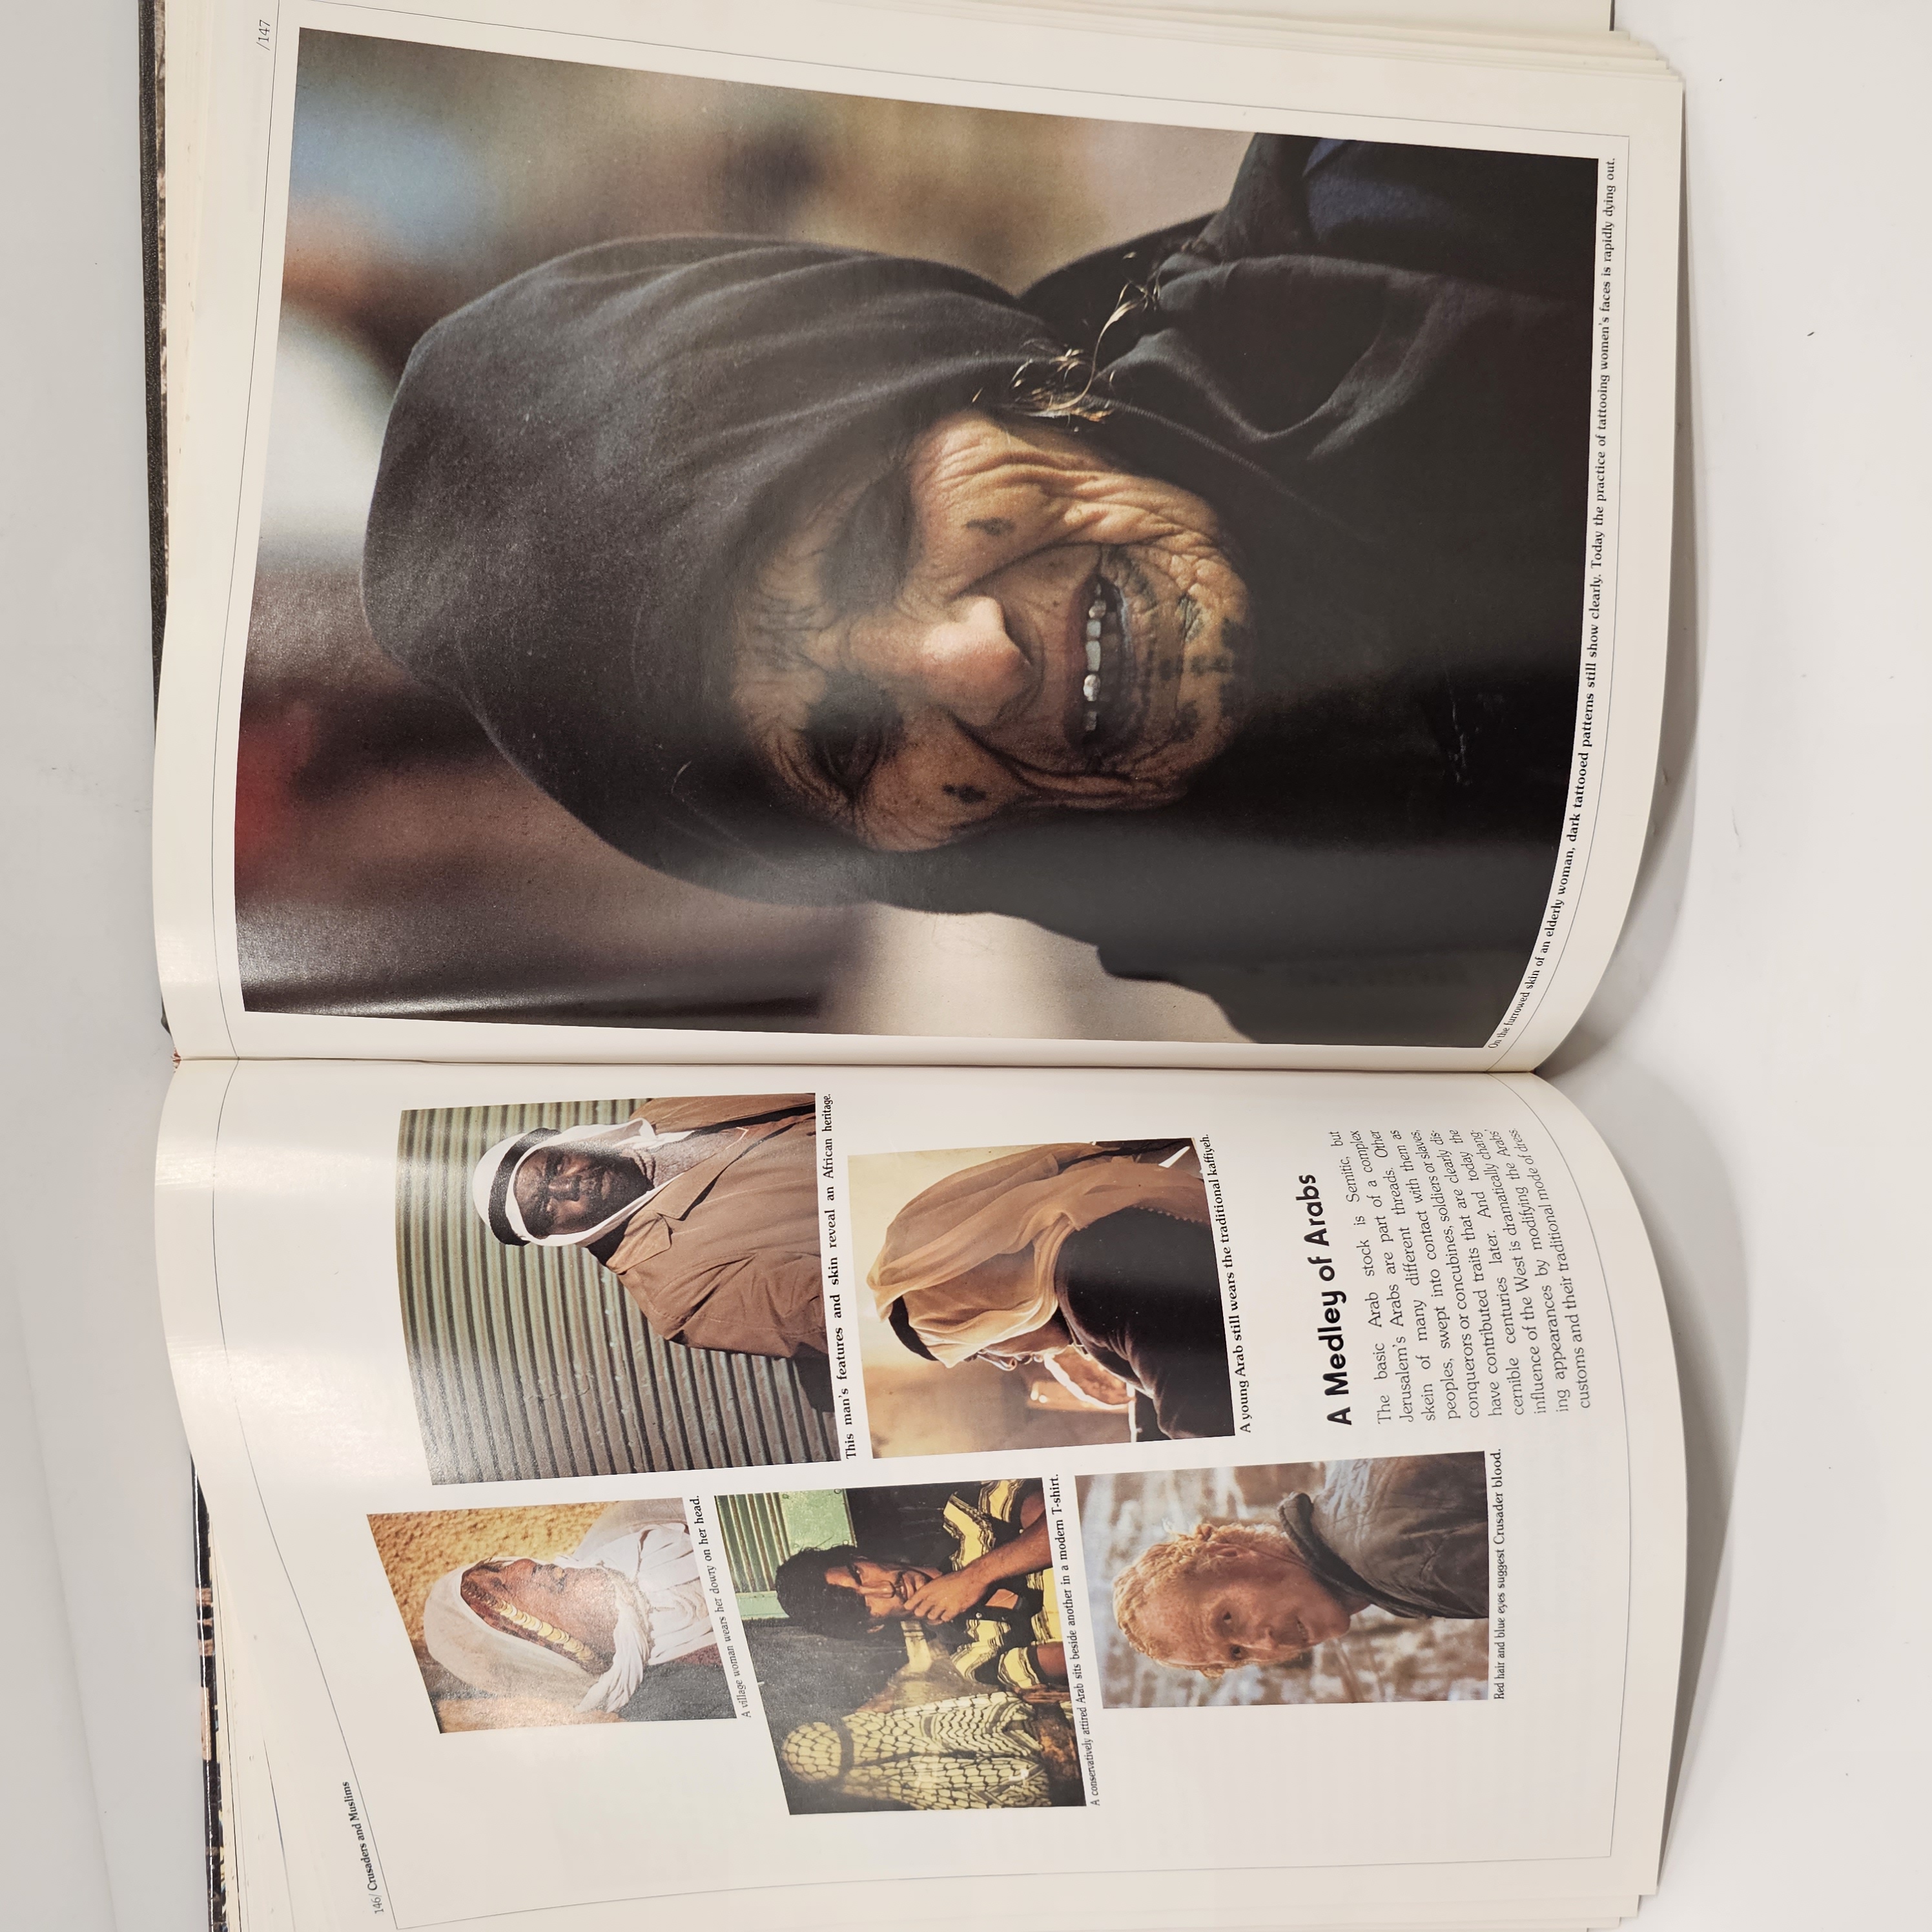 146/ Crusaders and Muslims
A village woman wears her dowry on her head.
This man's features and skin reveal an African heritage.
A conservatively attired Arab sits beside another in a modern T-shirt.
A young Arab still wears the traditional kaffiyeh.
Red hair and blue eyes suggest Crusader blood.
A Medley of Arabs
The basic Arab stock is Semitic, but
Jerusalem's Arabs are part of a complex
skein of many different threads. Other
peoples, swept into contact with them as
conquerors or concubines, soldiers or slaves,
have contributed traits that are clearly dis-
cernible centuries later. And today the
influence of the West is dramatically chang-
ing appearances by modifying the Arabs'
customs and their traditional mode of dress.
/147
On the furrowed skin of an elderly woman, dark tattooed patterns still show clearly. Today the practice of tattooing women's faces is rapidly dying out.